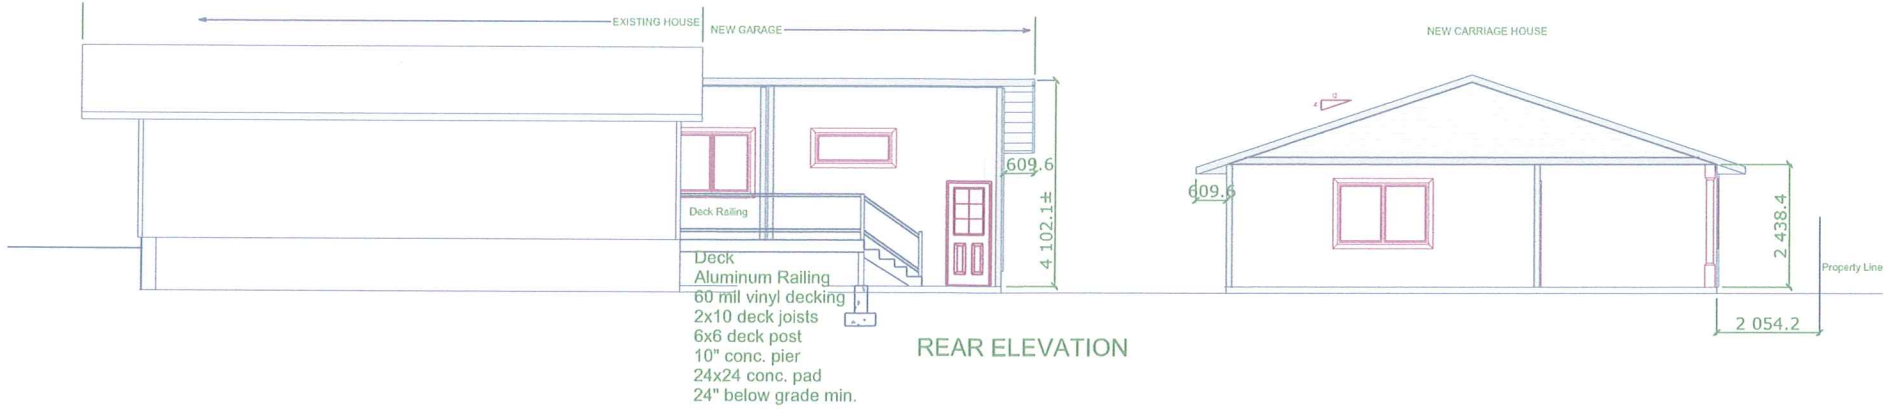 EXISTING HOUSE
NEW GARAGE
NEW CARRIAGE HOUSE
12
4
609.6
4 102.1±
609.6
2 438.4
Deck Railing
Property Line
2 054.2
Deck
Aluminum Railing
60 mil vinyl decking
2x10 deck joists
6x6 deck post
10" conc. pier
24x24 conc. pad
24" below grade min.
REAR ELEVATION